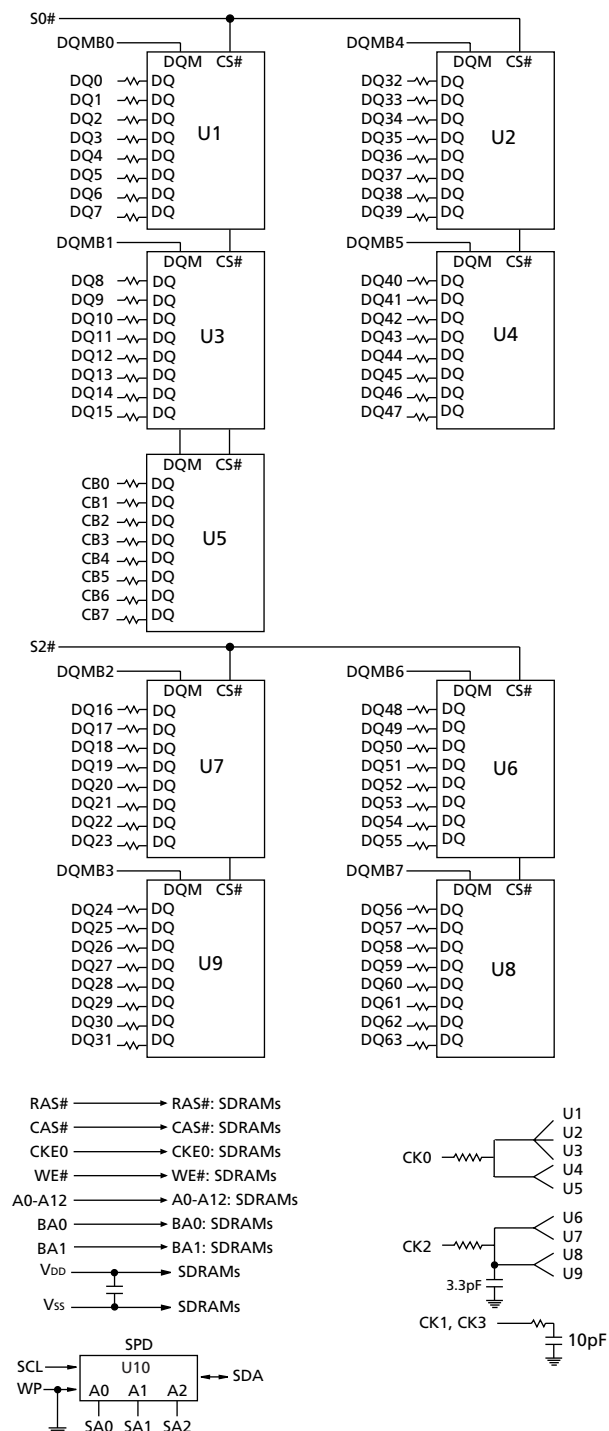 S0#
DQMB0
DQM CS#
DQ0 DQ
DQ1 DQ
DQ2 DQ
DQ3 DQ
DQ4 DQ
DQ5 DQ
DQ6 DQ
DQ7 DQ
U1
DQMB4
DQM CS#
DQ32 DQ
DQ33 DQ
DQ34 DQ
DQ35 DQ
DQ36 DQ
DQ37 DQ
DQ38 DQ
DQ39 DQ
U2
DQMB1
DQM CS#
DQ8 DQ
DQ9 DQ
DQ10 DQ
DQ11 DQ
DQ12 DQ
DQ13 DQ
DQ14 DQ
DQ15 DQ
U3
DQMB5
DQM CS#
DQ40 DQ
DQ41 DQ
DQ42 DQ
DQ43 DQ
DQ44 DQ
DQ45 DQ
DQ46 DQ
DQ47 DQ
U4
DQM CS#
CB0 DQ
CB1 DQ
CB2 DQ
CB3 DQ
CB4 DQ
CB5 DQ
CB6 DQ
CB7 DQ
U5
S2#
DQMB2
DQM CS#
DQ16 DQ
DQ17 DQ
DQ18 DQ
DQ19 DQ
DQ20 DQ
DQ21 DQ
DQ22 DQ
DQ23 DQ
U7
DQMB6
DQM CS#
DQ48 DQ
DQ49 DQ
DQ50 DQ
DQ51 DQ
DQ52 DQ
DQ53 DQ
DQ54 DQ
DQ55 DQ
U6
DQMB3
DQM CS#
DQ24 DQ
DQ25 DQ
DQ26 DQ
DQ27 DQ
DQ28 DQ
DQ29 DQ
DQ30 DQ
DQ31 DQ
U9
DQMB7
DQM CS#
DQ56 DQ
DQ57 DQ
DQ58 DQ
DQ59 DQ
DQ60 DQ
DQ61 DQ
DQ62 DQ
DQ63 DQ
U8
RAS# RAS#: SDRAMs
CAS# CAS#: SDRAMs
CKE0 CKE0: SDRAMs
WE# WE#: SDRAMs
A0-A12 A0-A12: SDRAMs
BA0 BA0: SDRAMs
BA1 BA1: SDRAMs
VDD SDRAMs
VSS SDRAMs
CK0
U1
U2
U3
U4
U5
CK2
U6
U7
U8
U9
3.3pF
CK1, CK3
10pF
SPD
U10
SCL
WP
A0 A1 A2
SDA
SA0 SA1 SA2